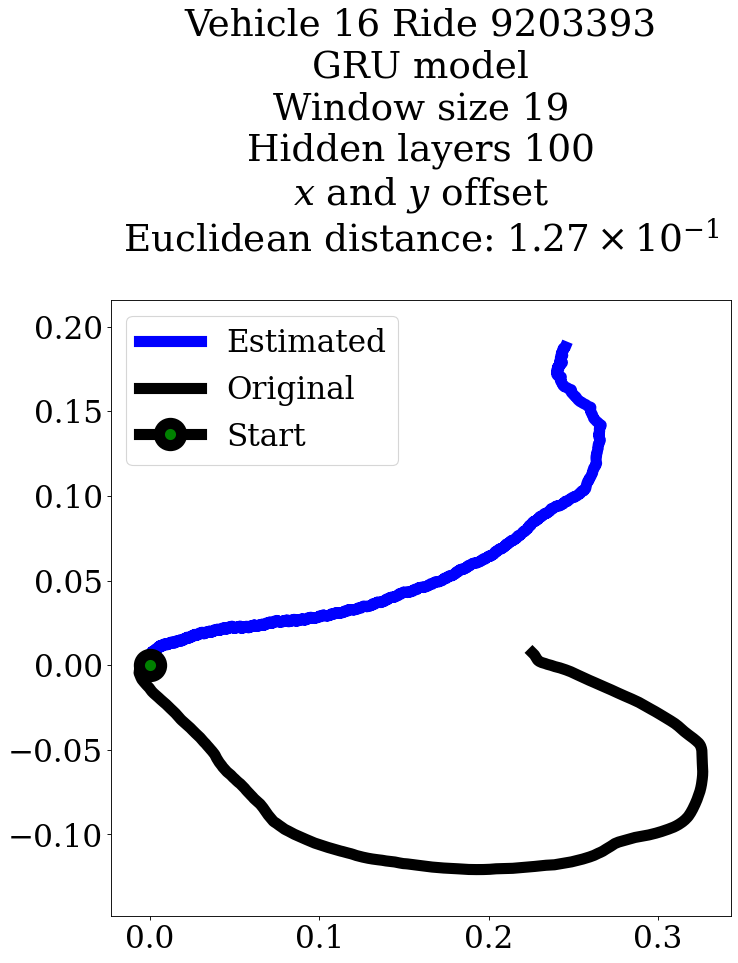 Vehicle 16 Ride 9203393
GRU model
Window size 19
Hidden layers 100
x and y offset
Euclidean distance: 1.27 × 10⁻¹
Estimated
Original
Start
0.20
0.15
0.10
0.05
0.00
−0.05
−0.10
0.0 0.1 0.2 0.3